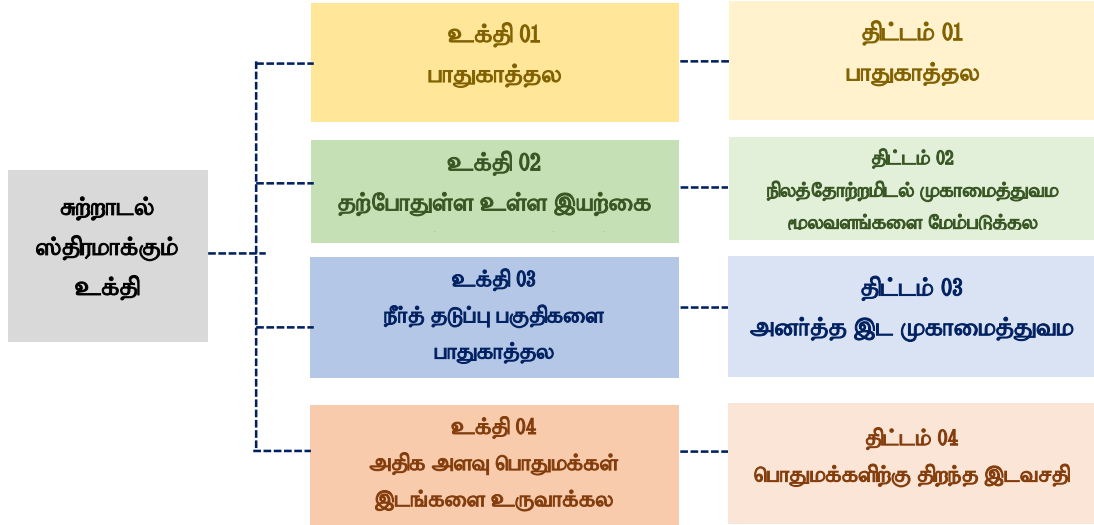 சுற்றாடல்
ஸ்திரமாக்கும்
உக்தி
உக்தி 01
பாதுகாத்தல
திட்டம் 01
பாதுகாத்தல
உக்தி 02
தற்போதுள்ள உள்ள இயற்கை
திட்டம் 02
நிலத்தோற்றமிடல் முகாமைத்துவம
மூலவளங்களை மேம்படுத்கல
உக்தி 03
நீர்த் தடுப்பு பகுதிகளை
பாதுகாத்தல
திட்டம் 03
அனர்த்த இட முகாமைத்துவம
உக்தி 04
அதிக அளவு பொதுமக்கள்
இடங்களை உருவாக்கல
திட்டம் 04
பொதுமக்களிற்கு திறந்த இடவசதி